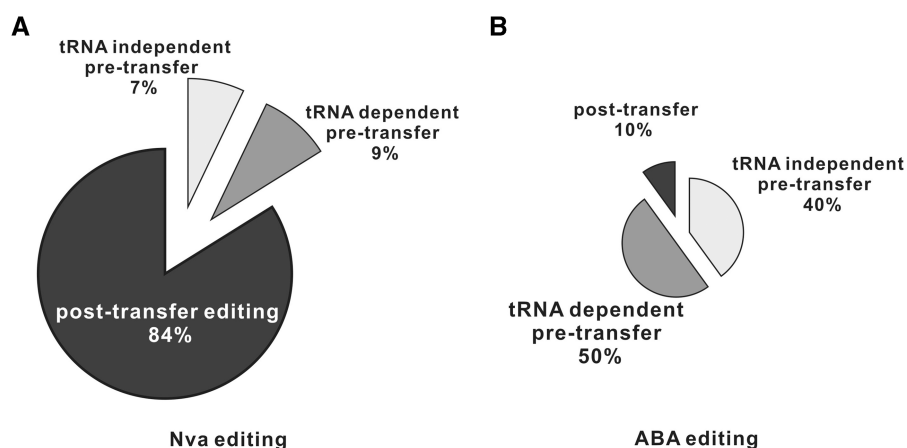 A
tRNA independent
pre-transfer
7%
tRNA dependent
pre-transfer
9%
post-transfer editing
84%
Nva editing
B
post-transfer
10%
tRNA independent
pre-transfer
40%
tRNA dependent
pre-transfer
50%
ABA editing